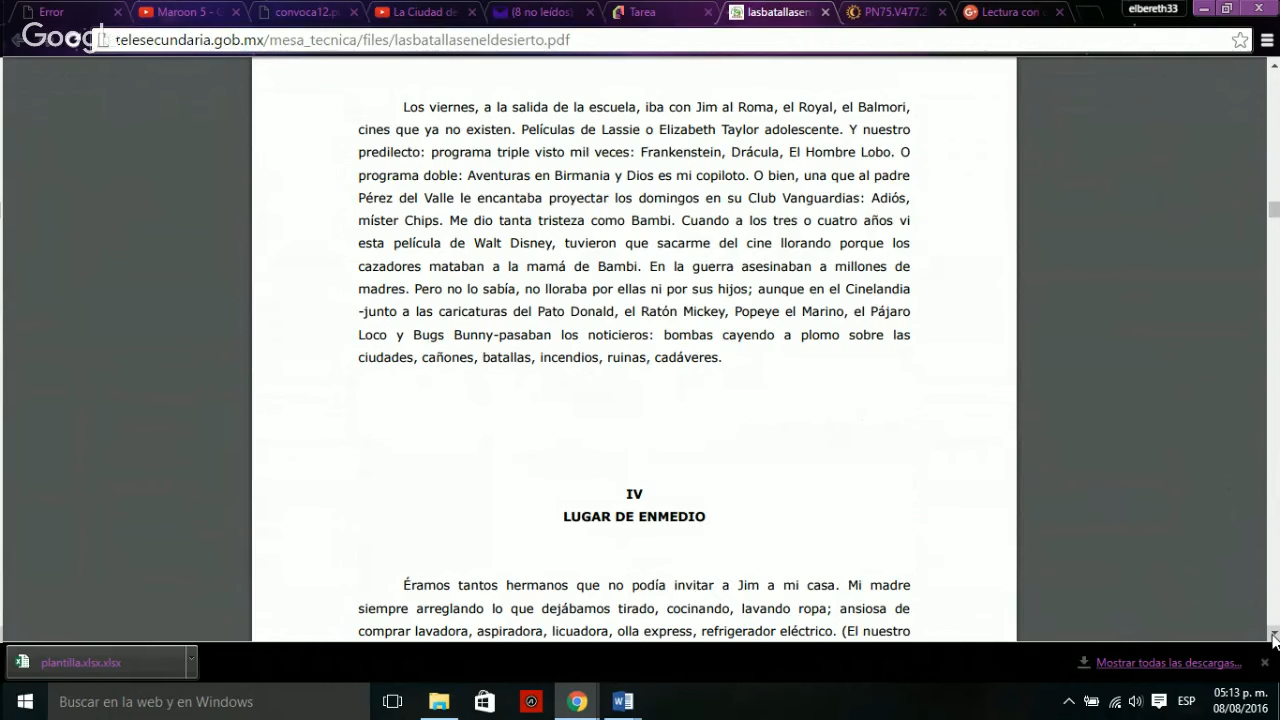 Error
Maroon 5 - G
convoca12.p
La Ciudad de
(8 no leídos)
Tarea
lasbatallasen
PN75.V477.2
Lectura con c
elbereth33
Google
telesecundaria.gob.mx/mesa_tecnica/files/lasbatallaseneldesierto.pdf
Los viernes, a la salida de la escuela, iba con Jim al Roma, el Royal, el Balmori,
cines que ya no existen. Películas de Lassie o Elizabeth Taylor adolescente. Y nuestro
predilecto: programa triple visto mil veces: Frankenstein, Drácula, El Hombre Lobo. O
programa doble: Aventuras en Birmania y Dios es mi copiloto. O bien, una que al padre
Pérez del Valle le encantaba proyectar los domingos en su Club Vanguardias: Adiós,
míster Chips. Me dio tanta tristeza como Bambi. Cuando a los tres o cuatro años vi
esta película de Walt Disney, tuvieron que sacarme del cine llorando porque los
cazadores mataban a la mamá de Bambi. En la guerra asesinaban a millones de
madres. Pero no lo sabía, no lloraba por ellas ni por sus hijos; aunque en el Cinelandia
-junto a las caricaturas del Pato Donald, el Ratón Mickey, Popeye el Marino, el Pájaro
Loco y Bugs Bunny-pasaban los noticieros: bombas cayendo a plomo sobre las
ciudades, cañones, batallas, incendios, ruinas, cadáveres.
IV
LUGAR DE ENMEDIO
Éramos tantos hermanos que no podía invitar a Jim a mi casa. Mi madre
siempre arreglando lo que dejábamos tirado, cocinando, lavando ropa; ansiosa de
comprar lavadora, aspiradora, licuadora, olla express, refrigerador eléctrico. (El nuestro
plantilla.xlsx.xlsx
Mostrar todas las descargas...
Buscar en la web y en Windows
ESP
05:13 p. m.
08/08/2016